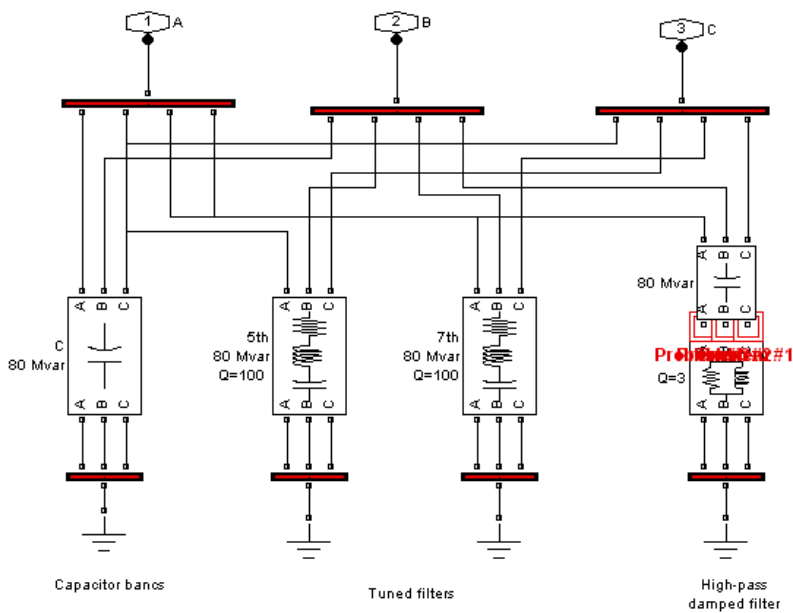 1 A
2 B
3 C
A B C
A B C
A B C
A B C
80 Mvar
A B C
C
80 Mvar
5th
80 Mvar
Q=100
7th
80 Mvar
Q=100
Q=3
A B C
A B C
A B C
A B C
Capacitor bancs
Tuned filters
High-pass
damped filter